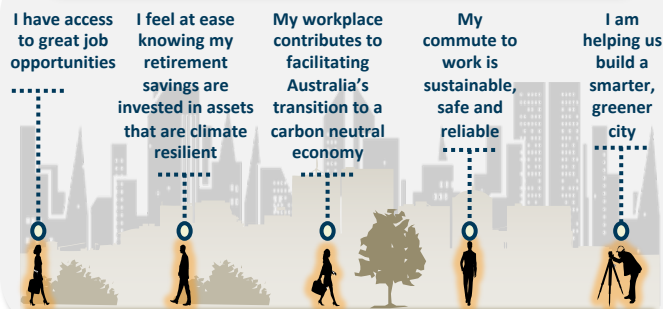 I have access
to great job
opportunities
I feel at ease
knowing my
retirement
savings are
invested in assets
that are climate
resilient
My workplace
contributes to
facilitating
Australia's
transition to a
carbon neutral
economy
My
commute to
work is
sustainable,
safe and
reliable
I am
helping us
build a
smarter,
greener
city